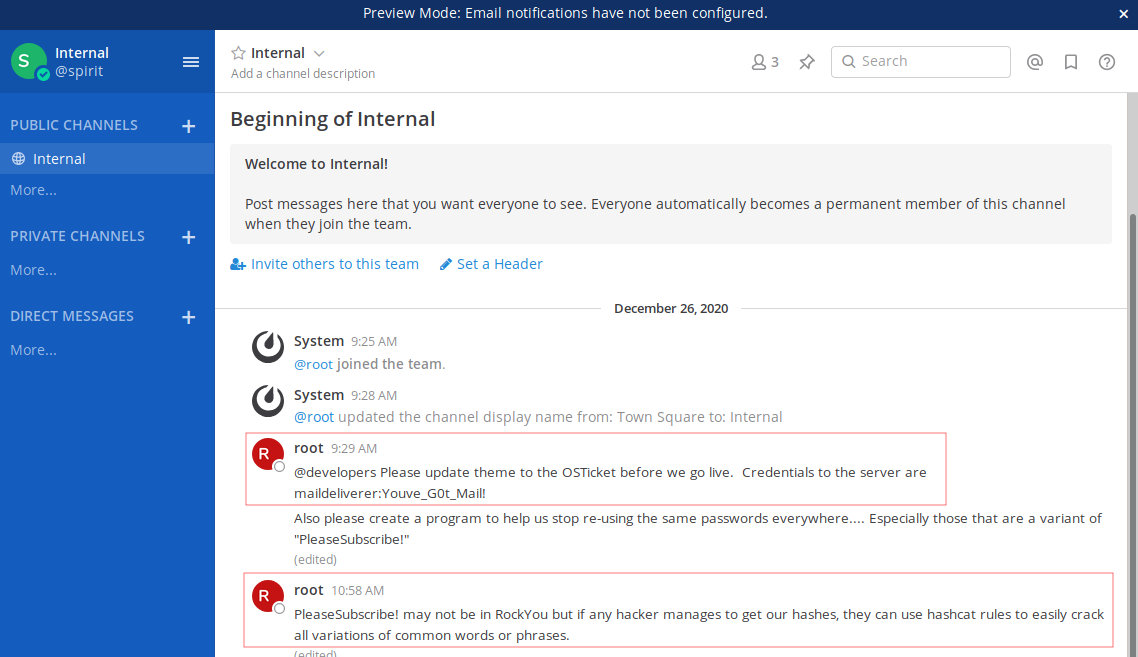 Preview Mode: Email notifications have not been configured.
×
S
Internal
@spirit
PUBLIC CHANNELS
+
Internal
More...
PRIVATE CHANNELS
+
More...
DIRECT MESSAGES
+
More...
Internal
Add a channel description
3
Search
Beginning of Internal
Welcome to Internal!
Post messages here that you want everyone to see. Everyone automatically becomes a permanent member of this channel
when they join the team.
Invite others to this team
Set a Header
December 26, 2020
System 9:25 AM
@root joined the team.
System 9:28 AM
@root updated the channel display name from: Town Square to: Internal
R
root 9:29 AM
@developers Please update theme to the OSTicket before we go live. Credentials to the server are
maildeliverer:Youve_G0t_Mail!
Also please create a program to help us stop re-using the same passwords everywhere.... Especially those that are a variant of
"PleaseSubscribe!"
(edited)
R
root 10:58 AM
PleaseSubscribe! may not be in RockYou but if any hacker manages to get our hashes, they can use hashcat rules to easily crack
all variations of common words or phrases.
(edited)